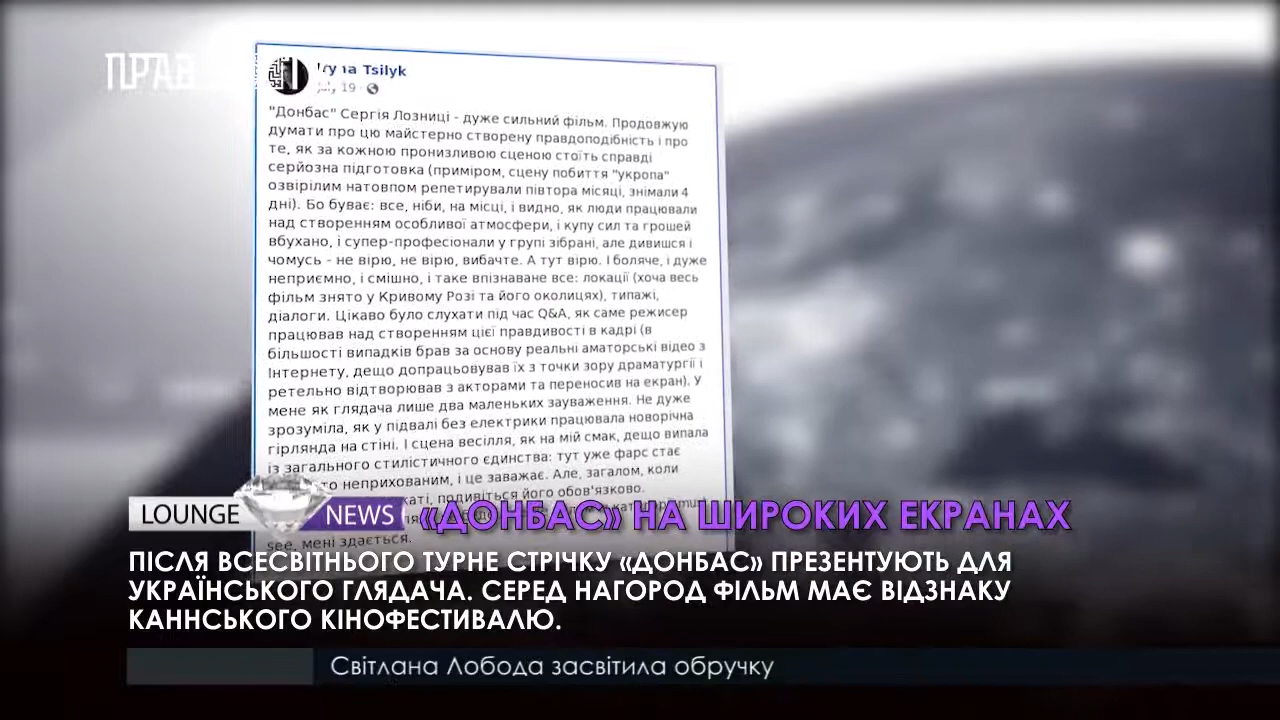 ПРАВ
Iryna Tsilyk
July 19
"Донбас" Сергія Лозниці - дуже сильний фільм. Продовжую
думати про цю майстерно створену правдоподібність і про
те, як за кожною пронизливою сценою стоїть справді
серйозна підготовка (приміром, сцену побиття "укропа"
озвірілим натовпом репетирували півтора місяці, знімали 4
дні). Бо буває: все, ніби, на місці, і видно, як люди працювали
над створенням особливої атмосфери, і купу сил та грошей
вбухано, і супер-професіонали у групі зібрані, але дивишся і
чомусь - не вірю, не вірю, вибачте. А тут вірю. І боляче, і дуже
неприємно, і смішно, і таке впізнаване все: локації (хоча весь
фільм знято у Кривому Розі та його околицях), типажі,
діалоги. Цікаво було слухати під час Q&A, як саме режисер
працював над створенням цієї правдивості в кадрі (в
більшості випадків брав за основу реальні аматорські відео з
Інтернету, дещо допрацьовував їх з точки зору драматургії і
ретельно відтворював з акторами та переносив на екран). У
мене як глядача лише два маленьких зауваження. Не дуже
зрозуміла, як у підвалі без електрики працювала новорічна
гірлянда на стіні. І сцена весілля, як на мій смак, дещо випала
із загального стилістичного єдинства: тут уже фарс стає
неприхованим, і це заважає. Але, загалом, коли
подивіться його обов'язково.
must
see, мені здається.
LOUNGE NEWS «ДОНБАС» НА ШИРОКИХ ЕКРАНАХ
ПІСЛЯ ВСЕСВІТНЬОГО ТУРНЕ СТРІЧКУ «ДОНБАС» ПРЕЗЕНТУЮТЬ ДЛЯ
УКРАЇНСЬКОГО ГЛЯДАЧА. СЕРЕД НАГОРОД ФІЛЬМ МАЄ ВІДЗНАКУ
КАННСЬКОГО КІНОФЕСТИВАЛЮ.
Світлана Лобода засвітила обручку